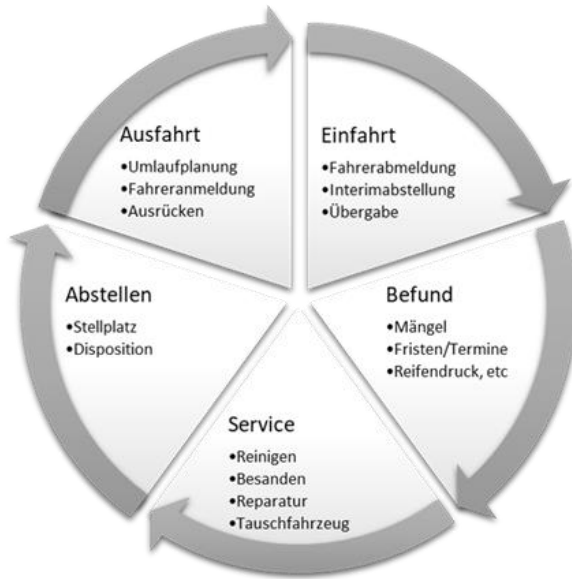 Ausfahrt
•Umlaufplanung
•Fahreranmeldung
•Ausrücken
Einfahrt
•Fahrerabmeldung
•Interimabstellung
•Übergabe
Befund
•Mängel
•Fristen/Termine
•Reifendruck, etc
Service
•Reinigen
•Besanden
•Reparatur
•Tauschfahrzeug
Abstellen
•Stellplatz
•Disposition